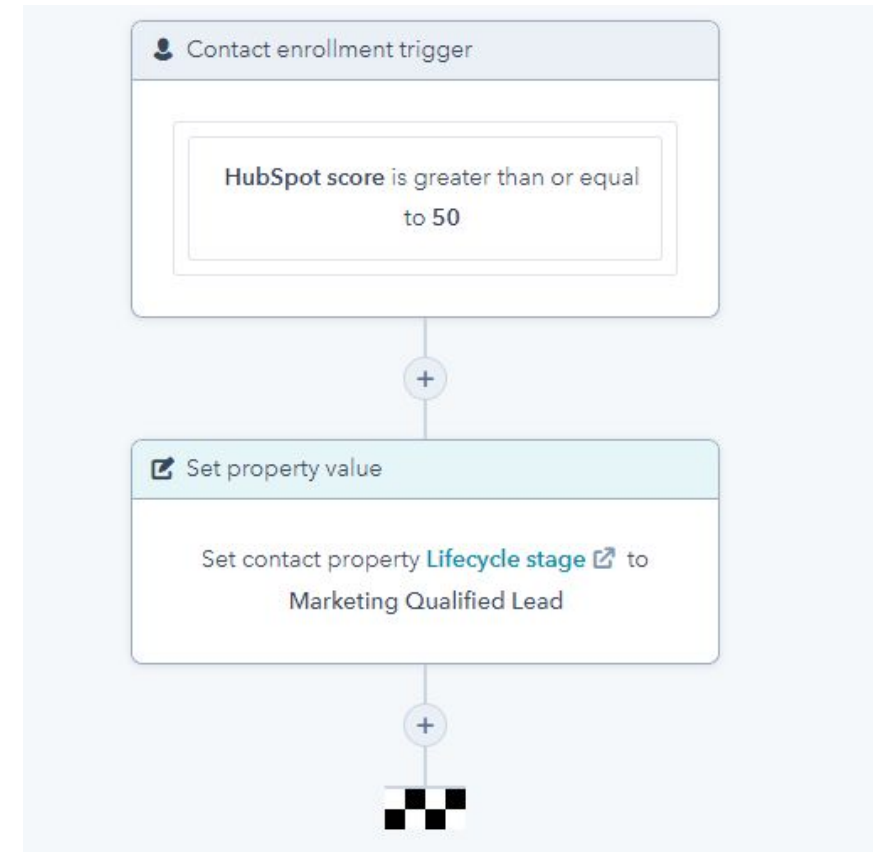 Contact enrollment trigger
HubSpot score is greater than or equal
to 50
+
Set property value
Set contact property Lifecycle stage to
Marketing Qualified Lead
+